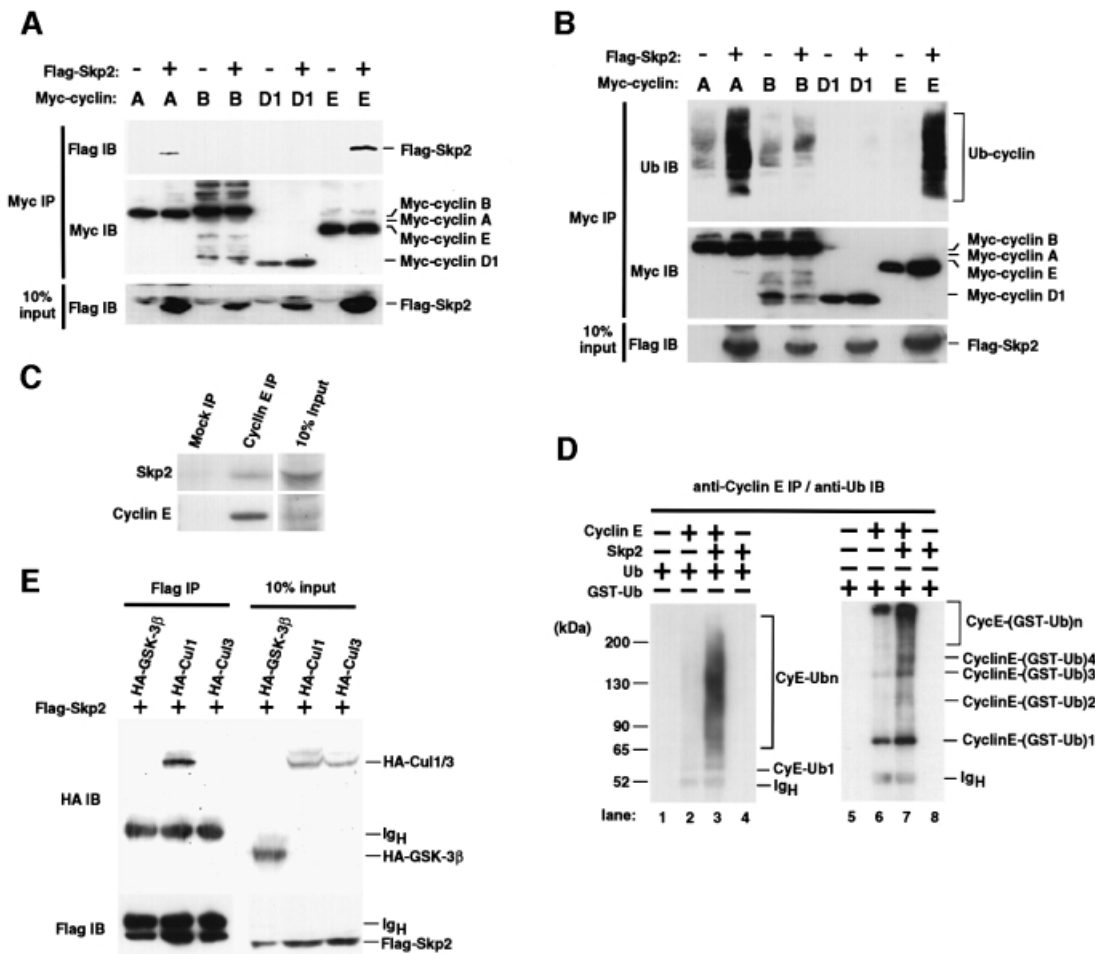 A
Flag-Skp2: - + - + - + - +
Myc-cyclin: A A B B D1 D1 E E
Myc IP
Flag IB
Flag-Skp2
Myc IB
Myc-cyclin B
Myc-cyclin A
Myc-cyclin E
Myc-cyclin D1
10% input
Flag IB
Flag-Skp2
B
Flag-Skp2: - + - + - + - +
Myc-cyclin: A A B B D1 D1 E E
Myc IP
Ub IB
Ub-cyclin
Myc IB
Myc-cyclin B
Myc-cyclin A
Myc-cyclin E
Myc-cyclin D1
10% input
Flag IB
Flag-Skp2
C
Mock IP
Cyclin E IP
10% Input
Skp2
Cyclin E
D
anti-Cyclin E IP / anti-Ub IB
Cyclin E - + + - - + + -
Skp2 - - + + - - + +
Ub + + + + - - - -
GST-Ub - - - - + + + +
(kDa)
200
130
90
65
52
CyE-Ubn
CyE-Ub1
IgH
CycE-(GST-Ub)n
CyclinE-(GST-Ub)4
CyclinE-(GST-Ub)3
CyclinE-(GST-Ub)2
CyclinE-(GST-Ub)1
IgH
lane: 1 2 3 4 5 6 7 8
E
Flag IP
10% input
HA-GSK-3β
HA-Cul1
HA-Cul3
HA-GSK-3β
HA-Cul1
HA-Cul3
Flag-Skp2: + + + + + +
HA IB
HA-Cul1/3
IgH
HA-GSK-3β
Flag IB
IgH
Flag-Skp2